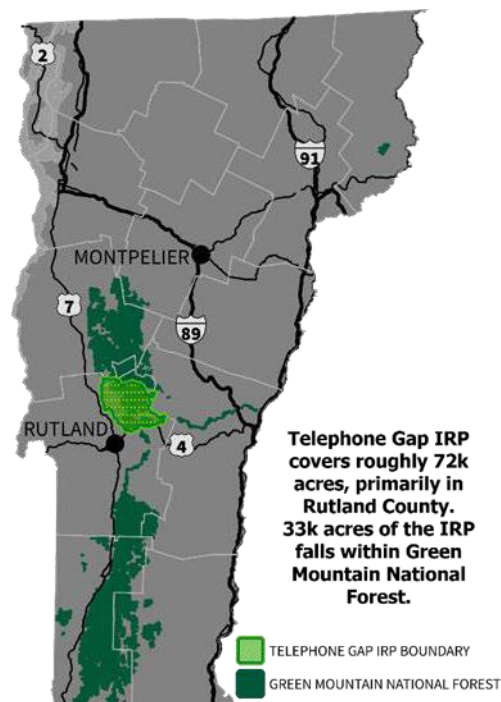 2
91
MONTPELIER
7
89
RUTLAND
4
Telephone Gap IRP
covers roughly 72k
acres, primarily in
Rutland County.
33k acres of the IRP
falls within Green
Mountain National
Forest.
TELEPHONE GAP IRP BOUNDARY
GREEN MOUNTAIN NATIONAL FOREST